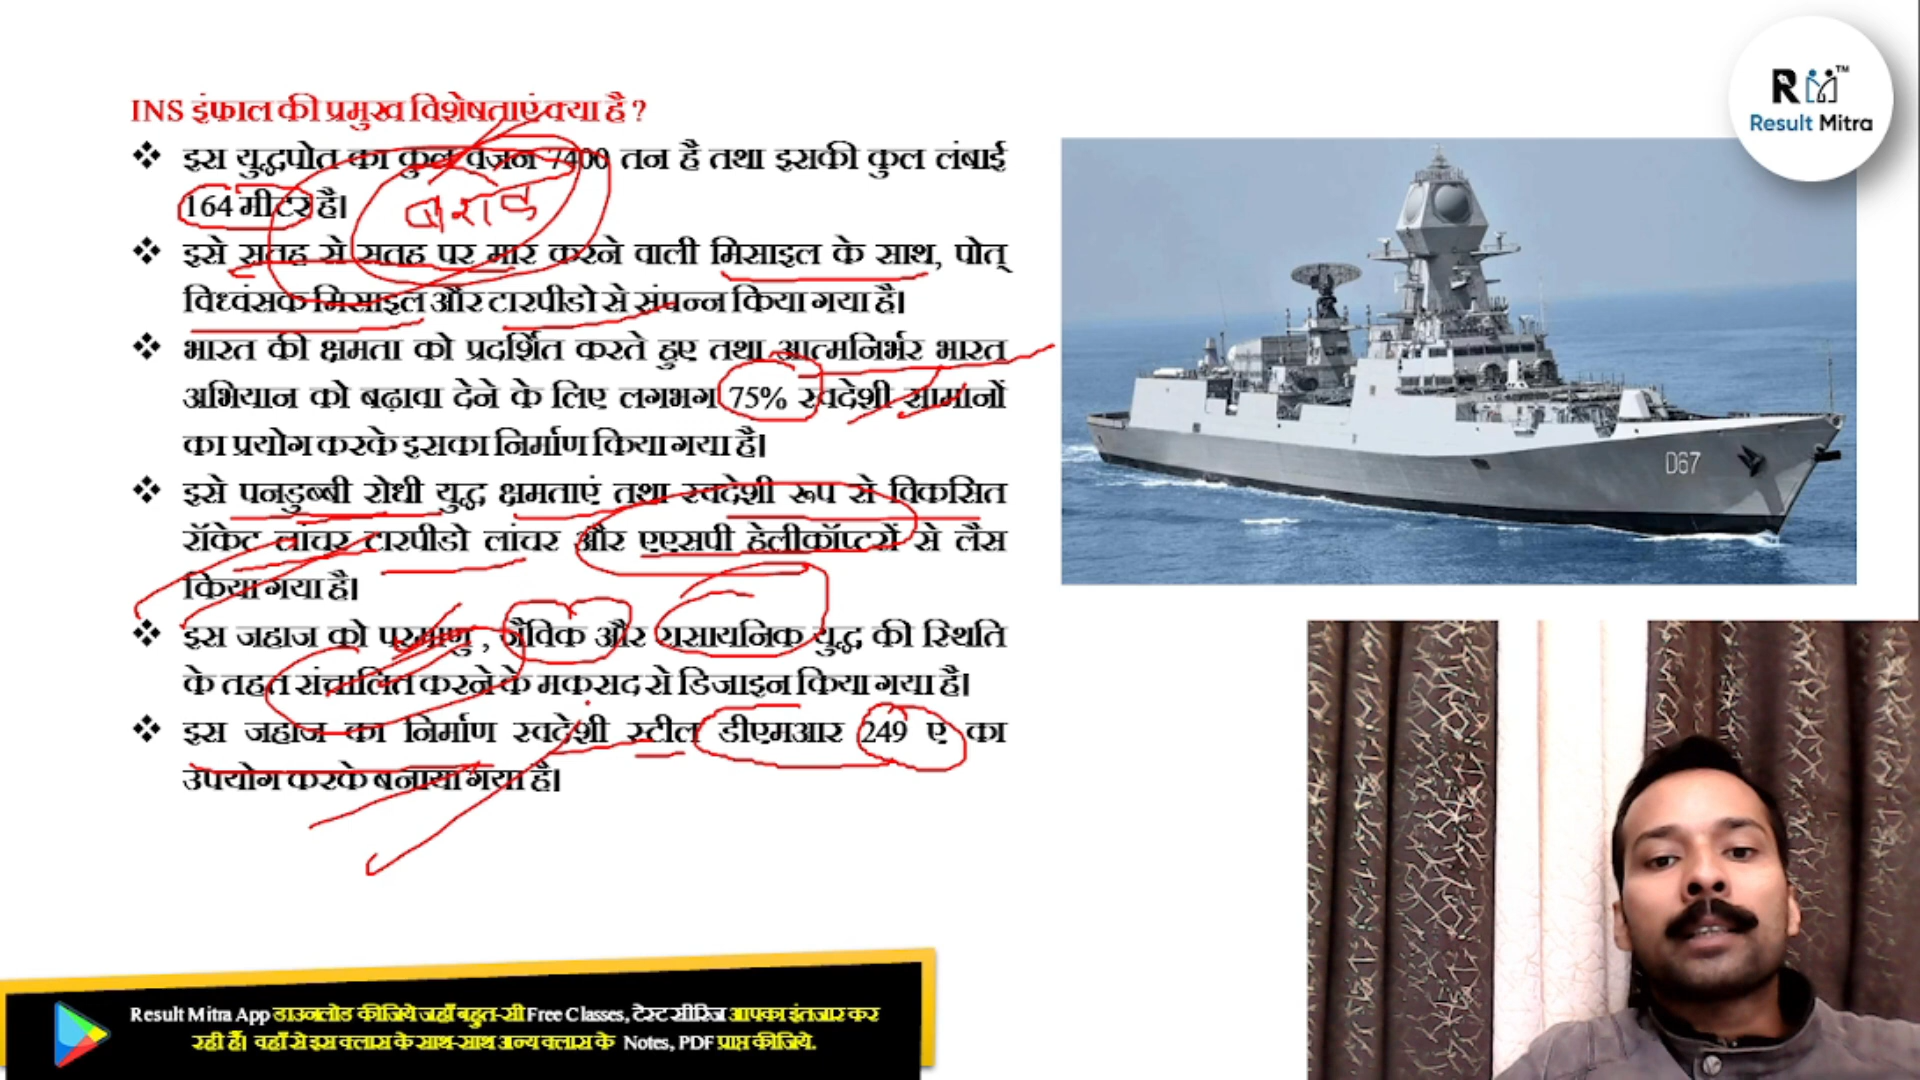 INS इंफाल की प्रमुख विशेषताएं क्या है ?
❖ इस युद्धपोत का कुल वजन 7400 तन है तथा इसकी कुल लंबाई
164 मीटर है।
बराक
❖ इसे सतह से सतह पर मार करने वाली मिसाइल के साथ, पोत्
विध्वंसक मिसाइल और टारपीडो से संपन्न किया गया है।
❖ भारत की क्षमता को प्रदर्शित करते हुए तथा आत्मनिर्भर भारत
अभियान को बढ़ावा देने के लिए लगभग 75% स्वदेशी सामानों
का प्रयोग करके इसका निर्माण किया गया है।
❖ इसे पनडुब्बी रोधी युद्ध क्षमताएं तथा स्वदेशी रूप से विकसित
रॉकेट लांचर टारपीडो लांचर और एएसपी हेलीकॉप्टरों से लैस
किया गया है।
❖ इस जहाज को परमाणु , जैविक और रासायनिक युद्ध की स्थिति
के तहत संचालित करने के मकसद से डिजाइन किया गया है।
❖ इस जहाज का निर्माण स्वदेशी स्टील डीएमआर 249 ए का
उपयोग करके बनाया गया है।
RM™
Result Mitra
D67
Result Mitra App डाउनलोड कीजिये जहाँ बहुत-सी Free Classes, टेस्ट सीरिज आपका इंतजार कर
रही हैं। वहाँ से इस क्लास के साथ-साथ अन्य क्लास के Notes, PDF प्राप्त कीजिये.